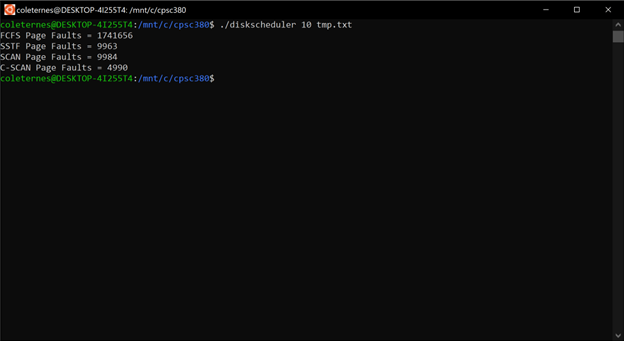 coleternes@DESKTOP-4I255T4: /mnt/c/cpsc380
coleternes@DESKTOP-4I255T4:/mnt/c/cpsc380$ ./diskscheduler 10 tmp.txt
FCFS Page Faults = 1741656
SSTF Page Faults = 9963
SCAN Page Faults = 9984
C-SCAN Page Faults = 4990
coleternes@DESKTOP-4I255T4:/mnt/c/cpsc380$